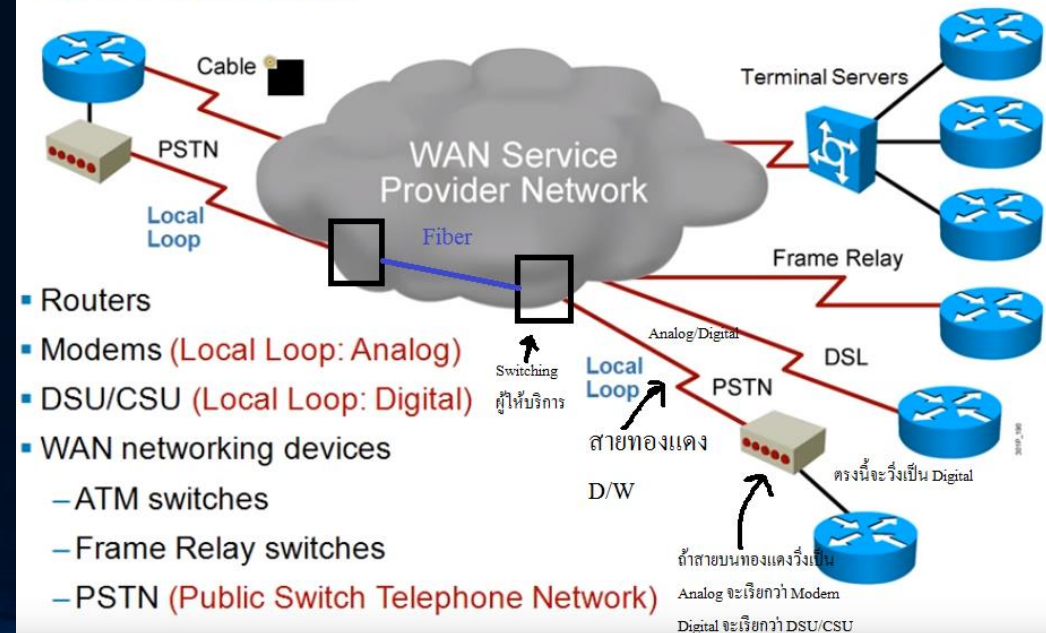 Cable
Terminal Servers
PSTN
WAN Service
Provider Network
Local
Loop
Fiber
Frame Relay
Analog/Digital
DSL
Switching
ผู้ให้บริการ
Local
Loop
PSTN
สายทองแดง
D/W
ตรงนี้จะวิ่งเป็น Digital
ถ้าสายบนทองแดงวิ่งเป็น
Analog จะเรียกว่า Modem
Digital จะเรียกว่า DSU/CSU
▪ Routers
▪ Modems (Local Loop: Analog)
▪ DSU/CSU (Local Loop: Digital)
▪ WAN networking devices
–ATM switches
–Frame Relay switches
–PSTN (Public Switch Telephone Network)